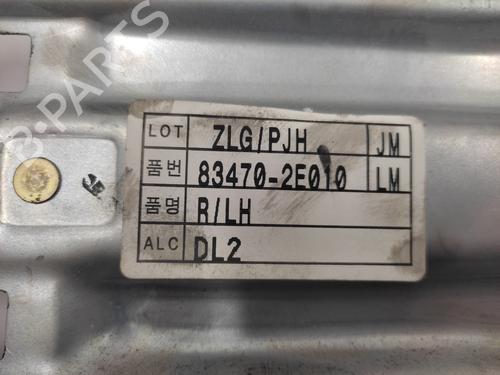 B-PARTS
LOT ZLG/PJH JM
품번 83470-2E010 LM
품명 R/LH
ALC DL2